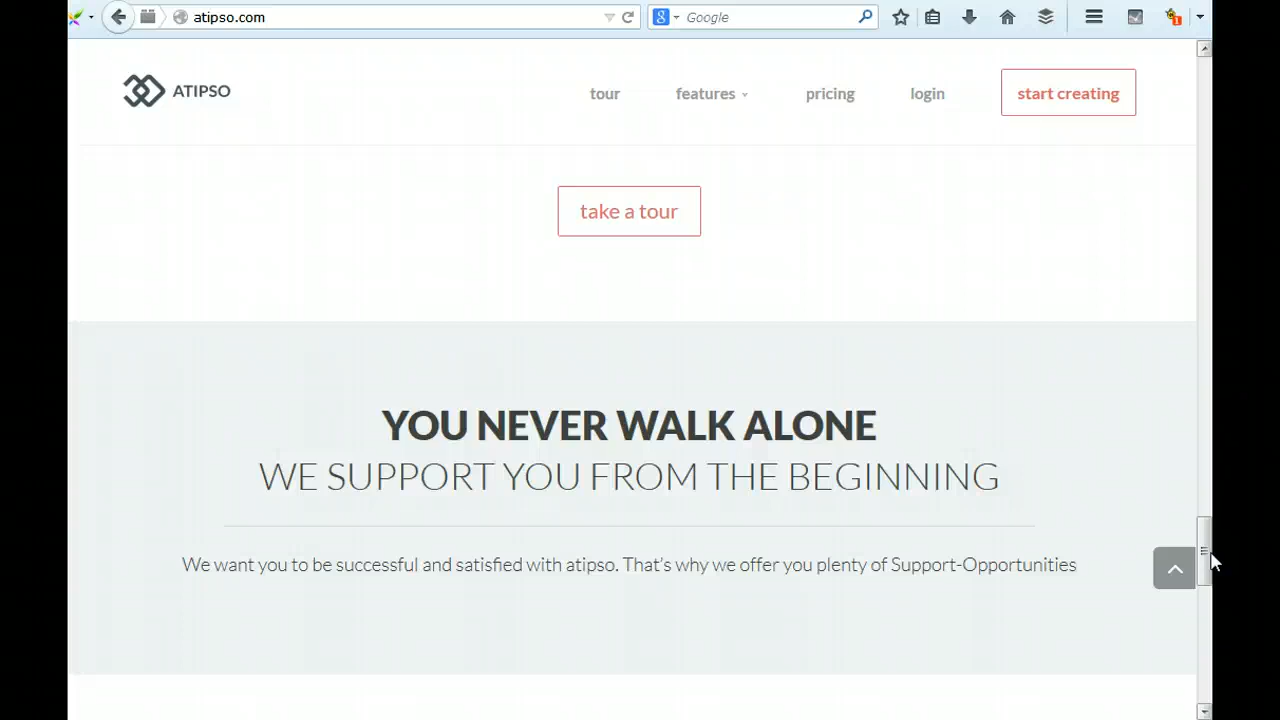 atipso.com
Google
ATIPSO
tour
features
pricing
login
start creating
take a tour
YOU NEVER WALK ALONE
WE SUPPORT YOU FROM THE BEGINNING
We want you to be successful and satisfied with atipso. That's why we offer you plenty of Support-Opportunities